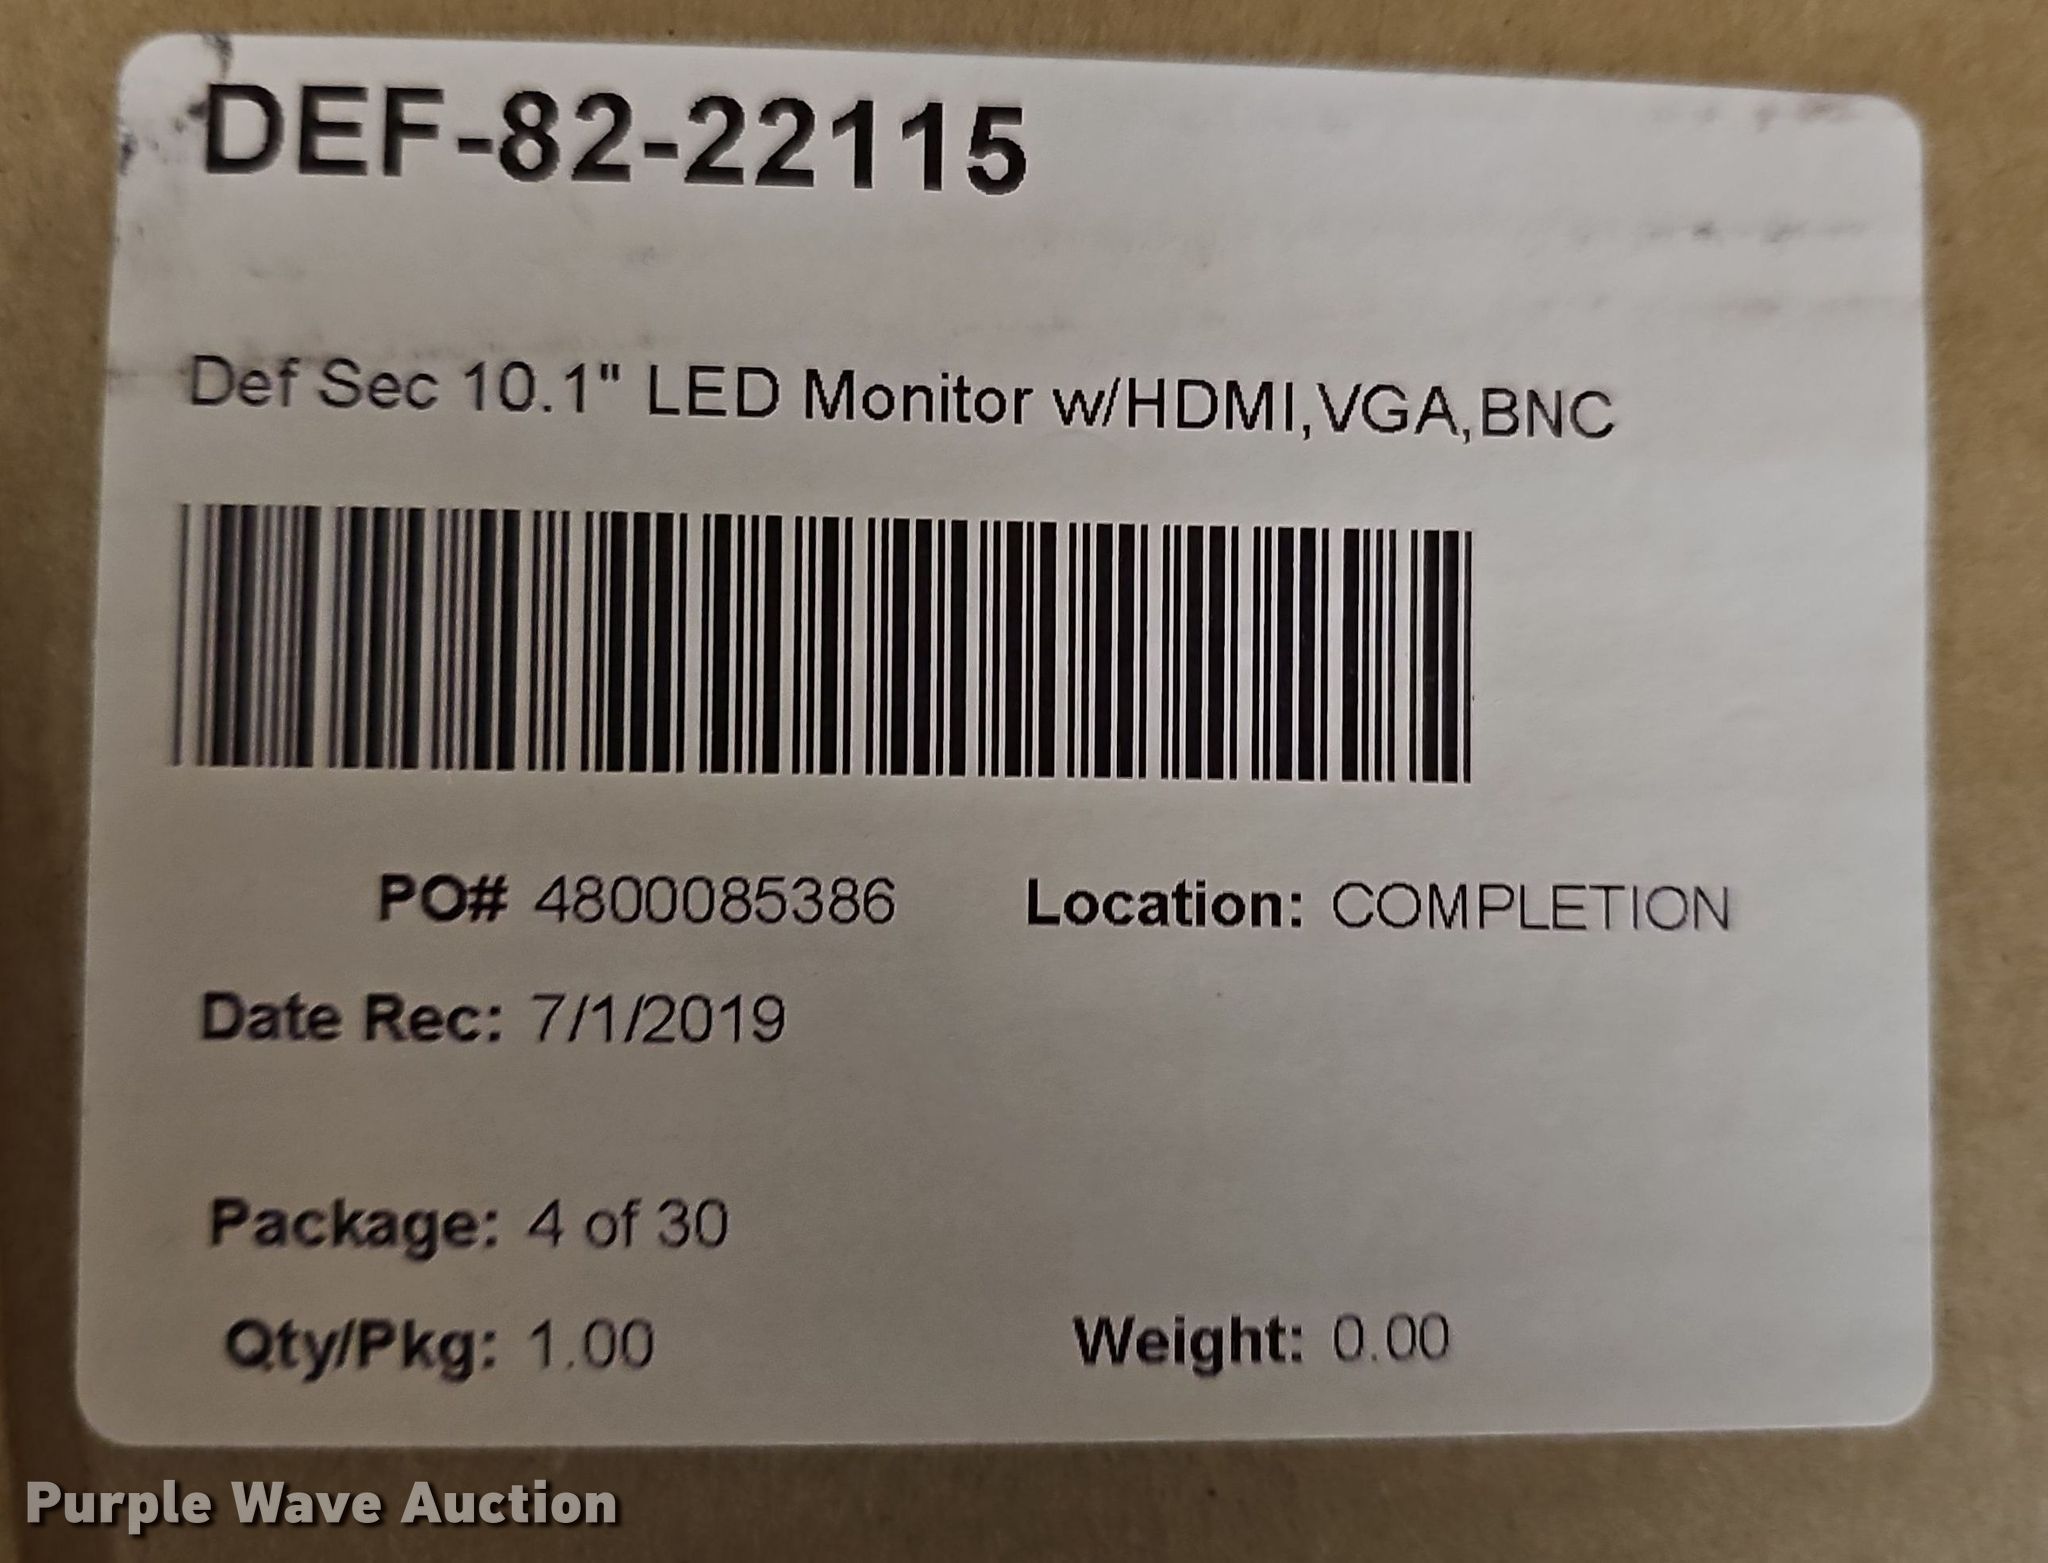 DEF-82-22115
Def Sec 10.1" LED Monitor w/HDMI,VGA,BNC
PO# 4800085386 Location: COMPLETION
Date Rec: 7/1/2019
Package: 4 of 30
Qty/Pkg: 1.00 Weight: 0.00
Purple Wave Auction